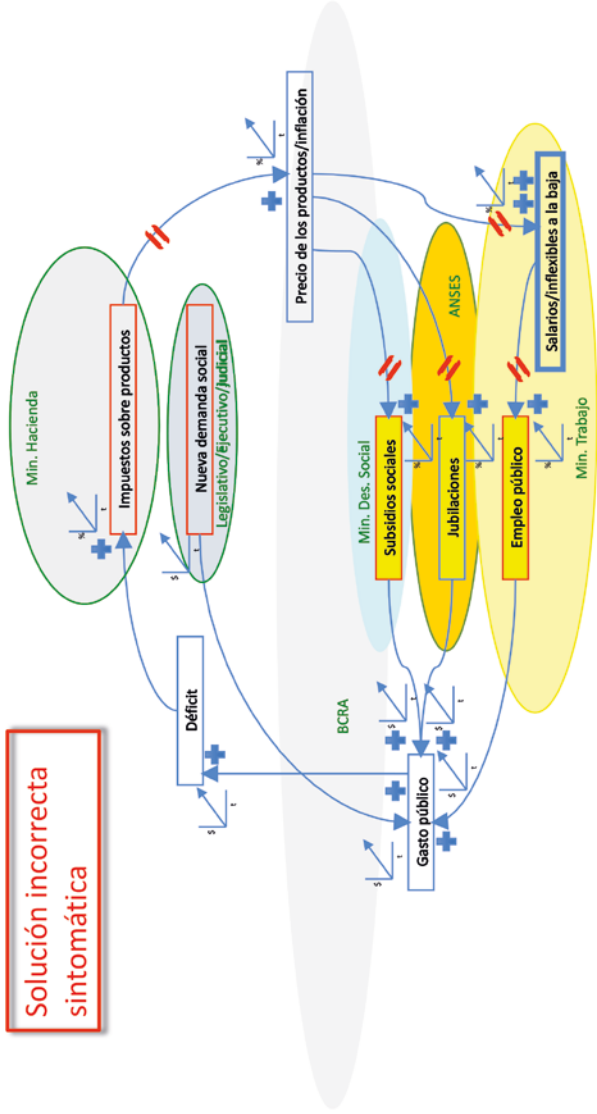 Solución incorrecta
sintomática
Min. Hacienda
%
t
Impuestos sobre productos
$
t
Nueva demanda social
Legislativo/Ejecutivo/Judicial
$
t
Déficit
%
t
Precio de los productos/inflación
BCRA
Min. Des. Social
Subsidios sociales
%
t
ANSES
Jubilaciones
%
t
Empleo público
%
t
Min. Trabajo
%
t
Salarios/inflexibles a la baja
$
t
Gasto público
$
t
$
t
$
t